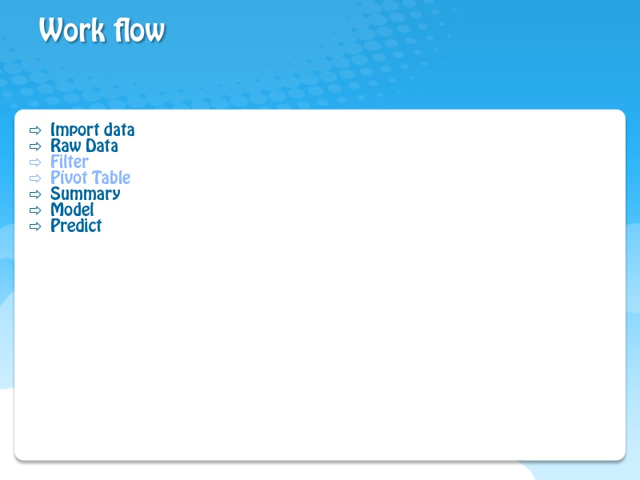 Work flow
⇨ Import data
⇨ Raw Data
⇨ Filter
⇨ Pivot Table
⇨ Summary
⇨ Model
⇨ Predict